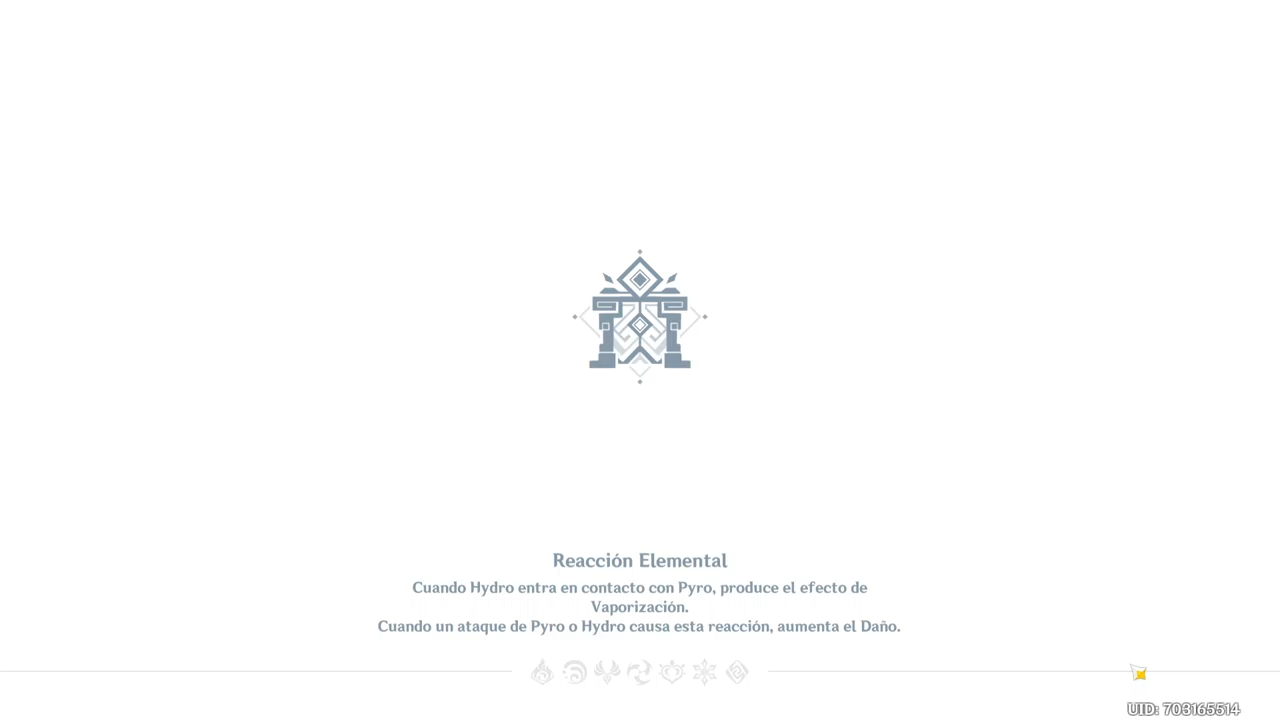 Reacción Elemental
Cuando Hydro entra en contacto con Pyro, produce el efecto de
Vaporización.
Cuando un ataque de Pyro o Hydro causa esta reacción, aumenta el Daño.
UID: 703165514